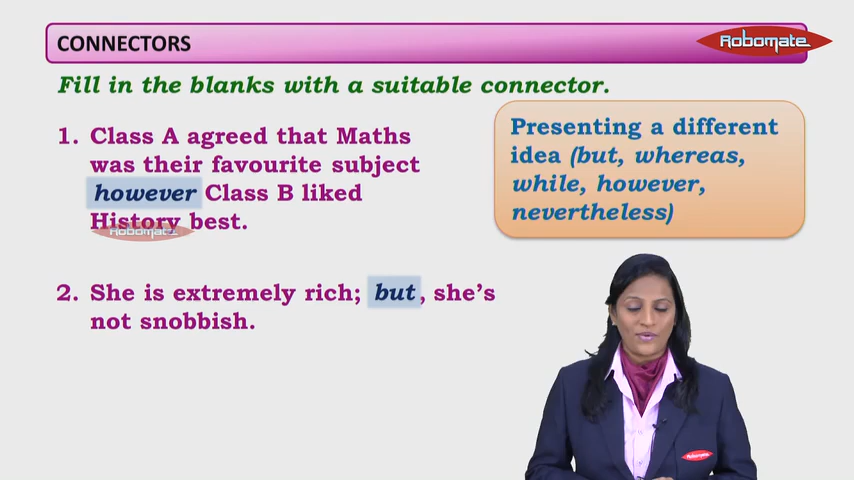 CONNECTORS
Robomate
Fill in the blanks with a suitable connector.
1. Class A agreed that Maths
was their favourite subject
however Class B liked
History best.
Robomate
Presenting a different
idea (but, whereas,
while, however,
nevertheless)
2. She is extremely rich; but, she's
not snobbish.
Robomate